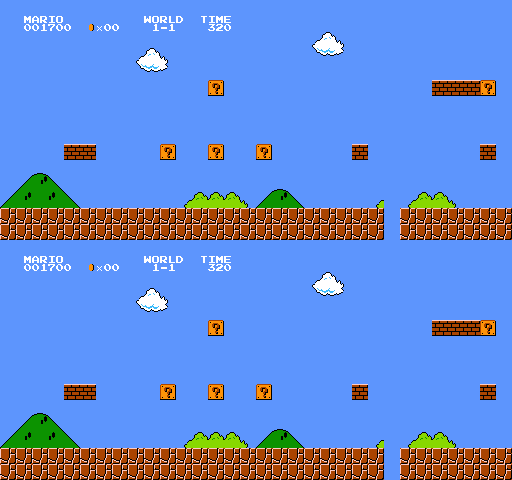 MARIO WORLD TIME
001700 ×00 1-1 320
? 
? ? ? ?
MARIO WORLD TIME
001700 ×00 1-1 320
?
? ? ? ?